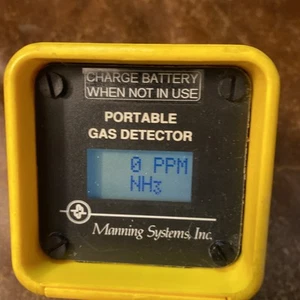 CHARGE BATTERY
WHEN NOT IN USE
PORTABLE
GAS DETECTOR
0 PPM
NH3
Manning Systems, Inc.